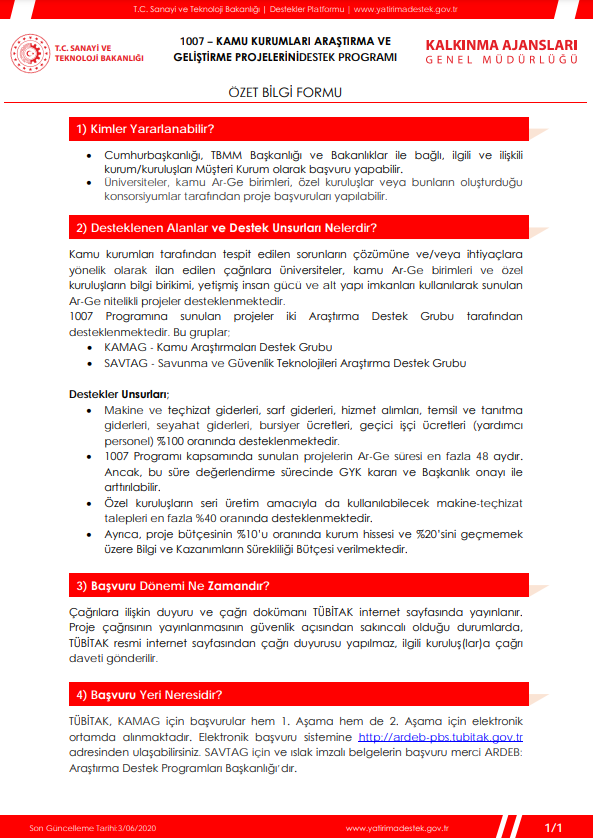 T.C. Sanayi ve Teknoloji Bakanlığı | Destekler Platformu | www.yatirimadestek.gov.tr
T.C. SANAYİ VE
TEKNOLOJİ BAKANLIĞI
1007 – KAMU KURUMLARI ARAŞTIRMA VE
GELİŞTİRME PROJELERİNİDESTEK PROGRAMI
KALKINMA AJANSLARI
GENEL MÜDÜRLÜĞÜ
ÖZET BİLGİ FORMU
1) Kimler Yararlanabilir?
• Cumhurbaşkanlığı, TBMM Başkanlığı ve Bakanlıklar ile bağlı, ilgili ve ilişkili
kurum/kuruluşları Müşteri Kurum olarak başvuru yapabilir.
• Üniversiteler, kamu Ar-Ge birimleri, özel kuruluşlar veya bunların oluşturduğu
konsorsiyumlar tarafından proje başvuruları yapılabilir.
2) Desteklenen Alanlar ve Destek Unsurları Nelerdir?
Kamu kurumları tarafından tespit edilen sorunların çözümüne ve/veya ihtiyaçlara
yönelik olarak ilan edilen çağrılara üniversiteler, kamu Ar-Ge birimleri ve özel
kuruluşların bilgi birikimi, yetişmiş insan gücü ve alt yapı imkanları kullanılarak sunulan
Ar-Ge nitelikli projeler desteklenmektedir.
1007 Programına sunulan projeler iki Araştırma Destek Grubu tarafından
desteklenmektedir. Bu gruplar;
• KAMAG - Kamu Araştırmaları Destek Grubu
• SAVTAG - Savunma ve Güvenlik Teknolojileri Araştırma Destek Grubu
Destekler Unsurları;
• Makine ve teçhizat giderleri, sarf giderleri, hizmet alımları, temsil ve tanıtma
giderleri, seyahat giderleri, bursiyer ücretleri, geçici işçi ücretleri (yardımcı
personel) %100 oranında desteklenmektedir.
• 1007 Programı kapsamında sunulan projelerin Ar-Ge süresi en fazla 48 aydır.
Ancak, bu süre değerlendirme sürecinde GYK kararı ve Başkanlık onayı ile
arttırılabilir.
• Özel kuruluşların seri üretim amacıyla da kullanılabilecek makine-teçhizat
talepleri en fazla %40 oranında desteklenmektedir.
• Ayrıca, proje bütçesinin %10'u oranında kurum hissesi ve %20'sini geçmemek
üzere Bilgi ve Kazanımların Sürekliliği Bütçesi verilmektedir.
3) Başvuru Dönemi Ne Zamandır?
Çağrılara ilişkin duyuru ve çağrı dokümanı TÜBİTAK internet sayfasında yayınlanır.
Proje çağrısının yayınlanmasının güvenlik açısından sakıncalı olduğu durumlarda,
TÜBİTAK resmi internet sayfasından çağrı duyurusu yapılmaz, ilgili kuruluş(lar)a çağrı
daveti gönderilir.
4) Başvuru Yeri Neresidir?
TÜBİTAK, KAMAG için başvurular hem 1. Aşama hem de 2. Aşama için elektronik
ortamda alınmaktadır. Elektronik başvuru sistemine http://ardeb-pbs.tubitak.gov.tr
adresinden ulaşabilirsiniz. SAVTAG için ve ıslak imzalı belgelerin başvuru merci ARDEB:
Araştırma Destek Programları Başkanlığı'dır.
Son Güncelleme Tarihi:3/06/2020
www.yatirimadestek.gov.tr
1/1